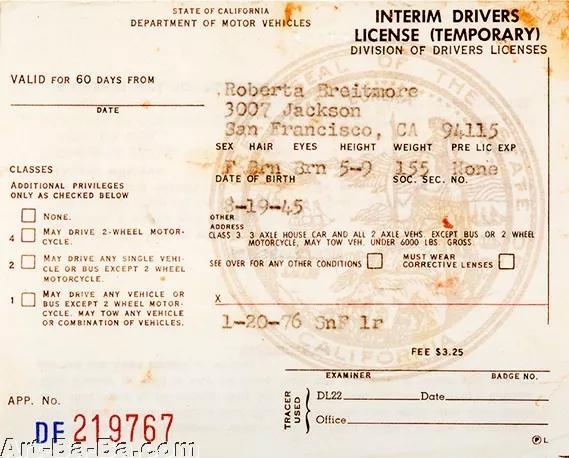 STATE OF CALIFORNIA
DEPARTMENT OF MOTOR VEHICLES
INTERIM DRIVERS
LICENSE (TEMPORARY)
DIVISION OF DRIVERS LICENSES
VALID FOR 60 DAYS FROM
DATE
Roberta Breitmore
3007 Jackson
San Francisco, CA 94115
SEX HAIR EYES HEIGHT WEIGHT PRE LIC EXP
F Brn Brn 5-9 155 None
DATE OF BIRTH SOC. SEC. NO.
8-19-45
OTHER
ADDRESS
CLASS 3. 3 AXLE HOUSE CAR AND ALL 2 AXLE VEHS. EXCEPT BUS OR 2 WHEEL
MOTORCYCLE, MAY TOW VEH. UNDER 6000 LBS GROSS.
SEE OVER FOR ANY OTHER CONDITIONS
MUST WEAR
CORRECTIVE LENSES
CLASSES
ADDITIONAL PRIVILEGES
ONLY AS CHECKED BELOW
NONE.
4 MAY DRIVE 2-WHEEL MOTOR-
CYCLE.
2 MAY DRIVE ANY SINGLE VEHI-
CLE OR BUS EXCEPT 2 WHEEL
MOTORCYCLE.
1 MAY DRIVE ANY VEHICLE OR
BUS EXCEPT 2 WHEEL MOTOR-
CYCLE. MAY TOW ANY VEHICLE
OR COMBINATION OF VEHICLES.
X
1-20-76 SnF lr
FEE $3.25
EXAMINER BADGE NO.
TRACER
USED
DL22 Date
Office
APP. No.
DF 219767
SEAL OF THE STATE
CALIFORNIA
PL
Art-Ba-Ba.com